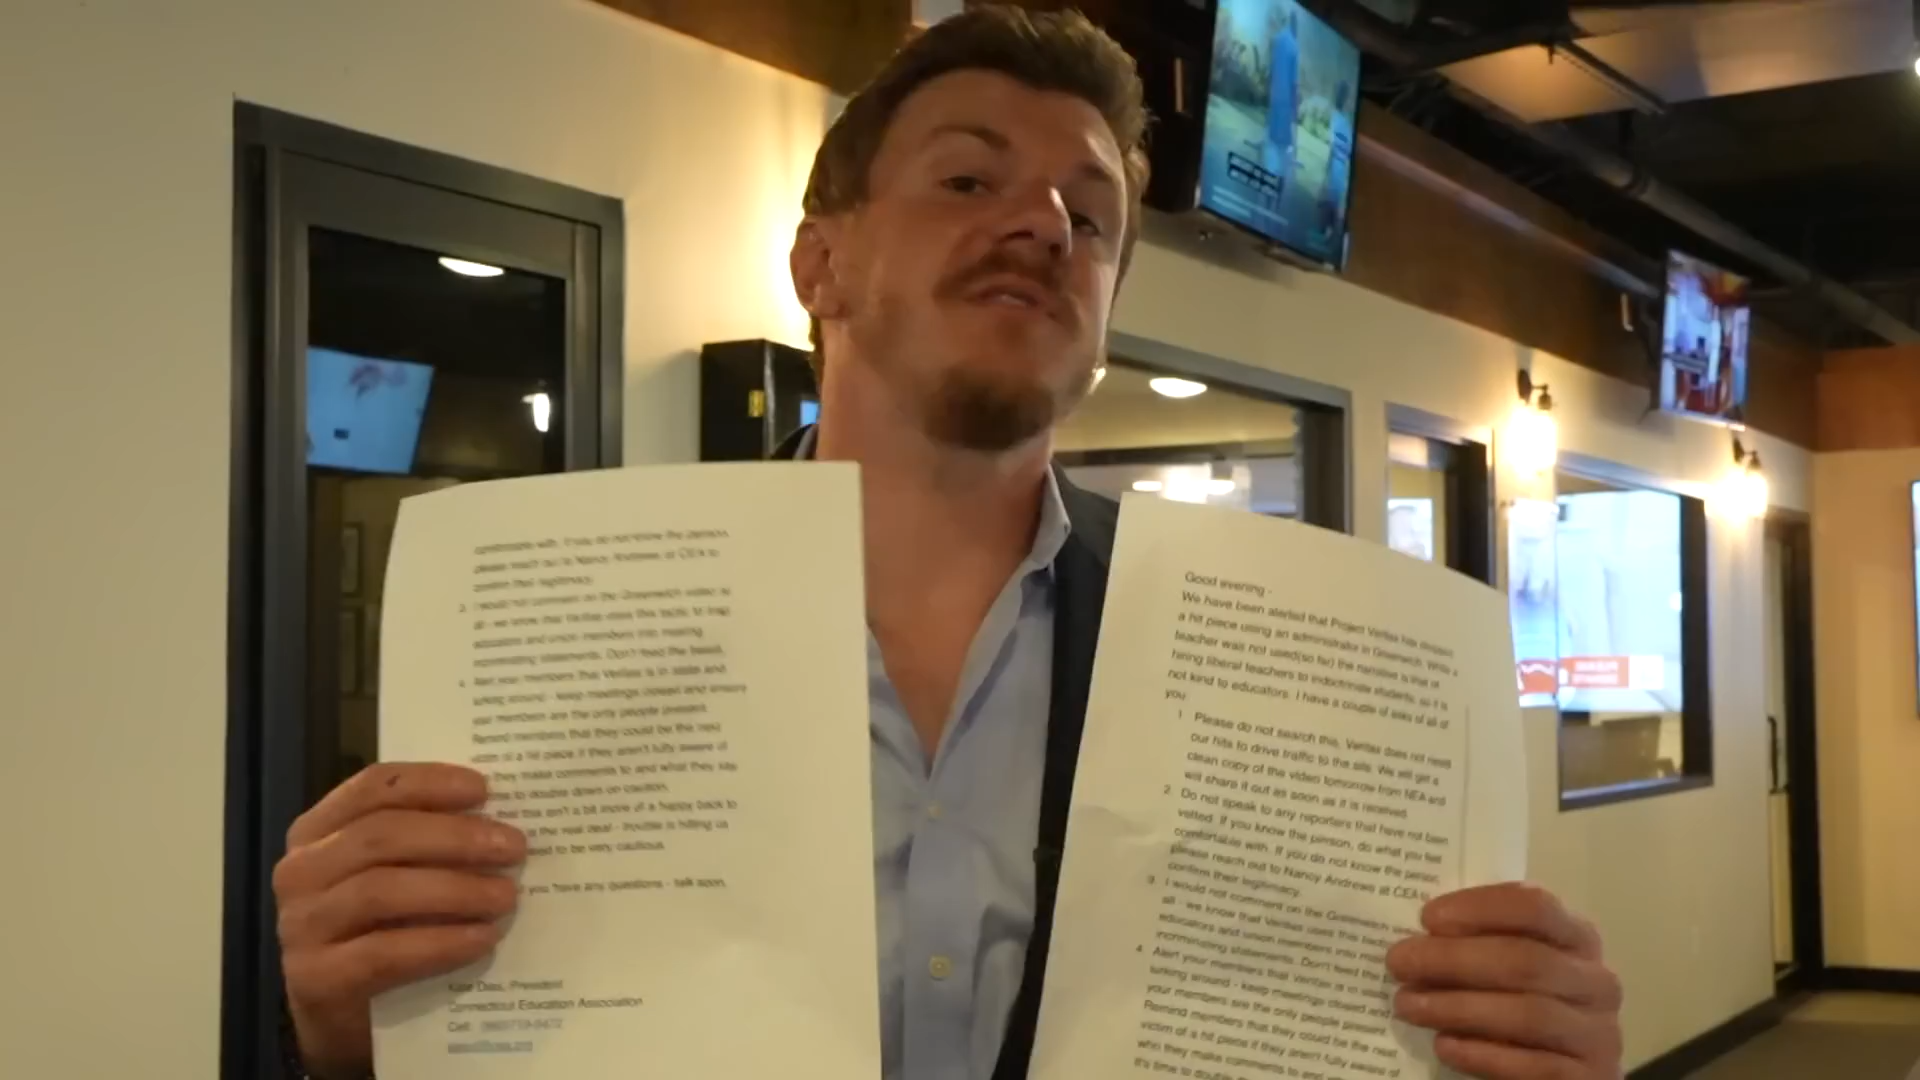 comfortable with. If you do not know the person,
please reach out to Nancy Andrews at CEA to
confirm their legitimacy.
3. I would not comment on the Greenwich video at
all - we know that Veritas uses this tactic to trap
educators and union members into making
incriminating statements. Don't feed the beast.
4. Alert your members that Veritas is in state and
lurking around - keep meetings closed and ensure
your members are the only people present.
Remind members that they could be the next
victim of a hit piece if they aren't fully aware of
they make comments to and what they say
time to double down on caution.
that this isn't a bit more of a happy back to
is the real deal - trouble is hitting us
need to be very cautious.
you have any questions - talk soon,
Kate Dias, President
Connecticut Education Association
Cell:
Good evening -
We have been alerted that Project Veritas has
a hit piece using an administrator in Greenwich. While a
teacher was not used(so far) the narrative is that of
hiring liberal teachers to indoctrinate students, so it is
not kind to educators. I have a couple of asks of all of
you:
1. Please do not search this. Veritas does not need
our hits to drive traffic to the site. We will get a
clean copy of the video tomorrow from NEA and
will share it out as soon as it is received.
2. Do not speak to any reporters that have not been
vetted. If you know the person, do what you feel
comfortable with. If you do not know the person,
please reach out to Nancy Andrews at CEA to
confirm their legitimacy.
3. I would not comment on the Greenwich
all - we know that Veritas uses this tactic
educators and union members into
incriminating statements. Don't feed the
4. Alert your members that Veritas is in state
lurking around - keep meetings closed and
your members are the only people present.
Remind members that they could be the next
victim of a hit piece if they aren't fully aware of
who they make comments to and
It's time to double